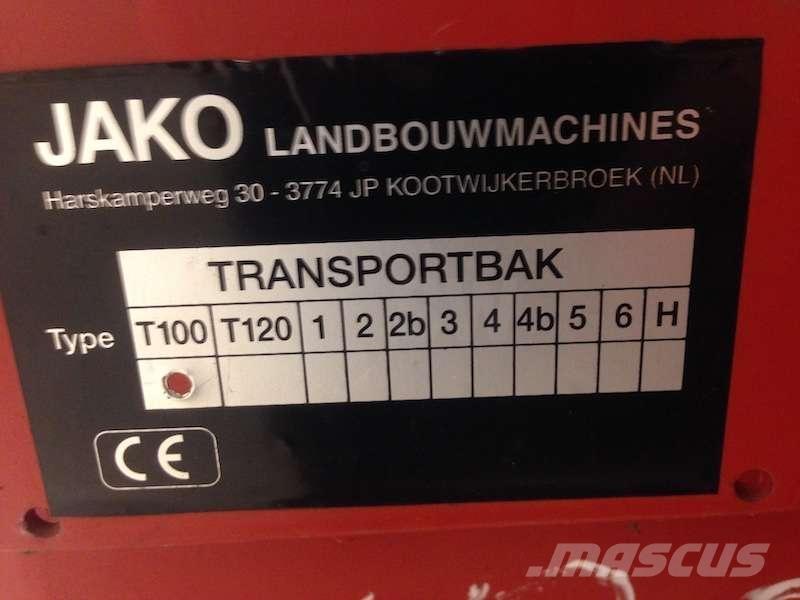 JAKO LANDBOUWMACHINES
Harskamperweg 30 - 3774 JP KOOTWIJKERBROEK (NL)
TRANSPORTBAK
Type T100 T120 1 2 2b 3 4 4b 5 6 H
CE
mascus